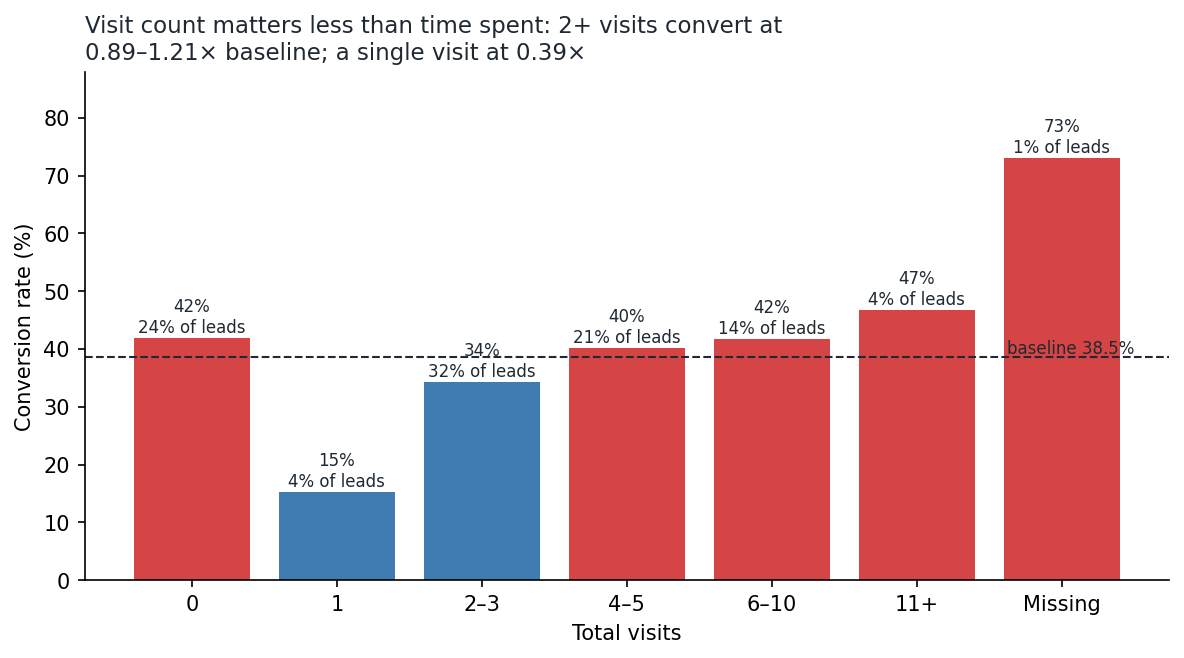 Visit count matters less than time spent: 2+ visits convert at
0.89–1.21× baseline; a single visit at 0.39×
Conversion rate (%)
80
70
60
50
40
30
20
10
0
42%
24% of leads
15%
4% of leads
34%
32% of leads
40%
21% of leads
42%
14% of leads
47%
4% of leads
73%
1% of leads
baseline 38.5%
0
1
2–3
4–5
6–10
11+
Missing
Total visits